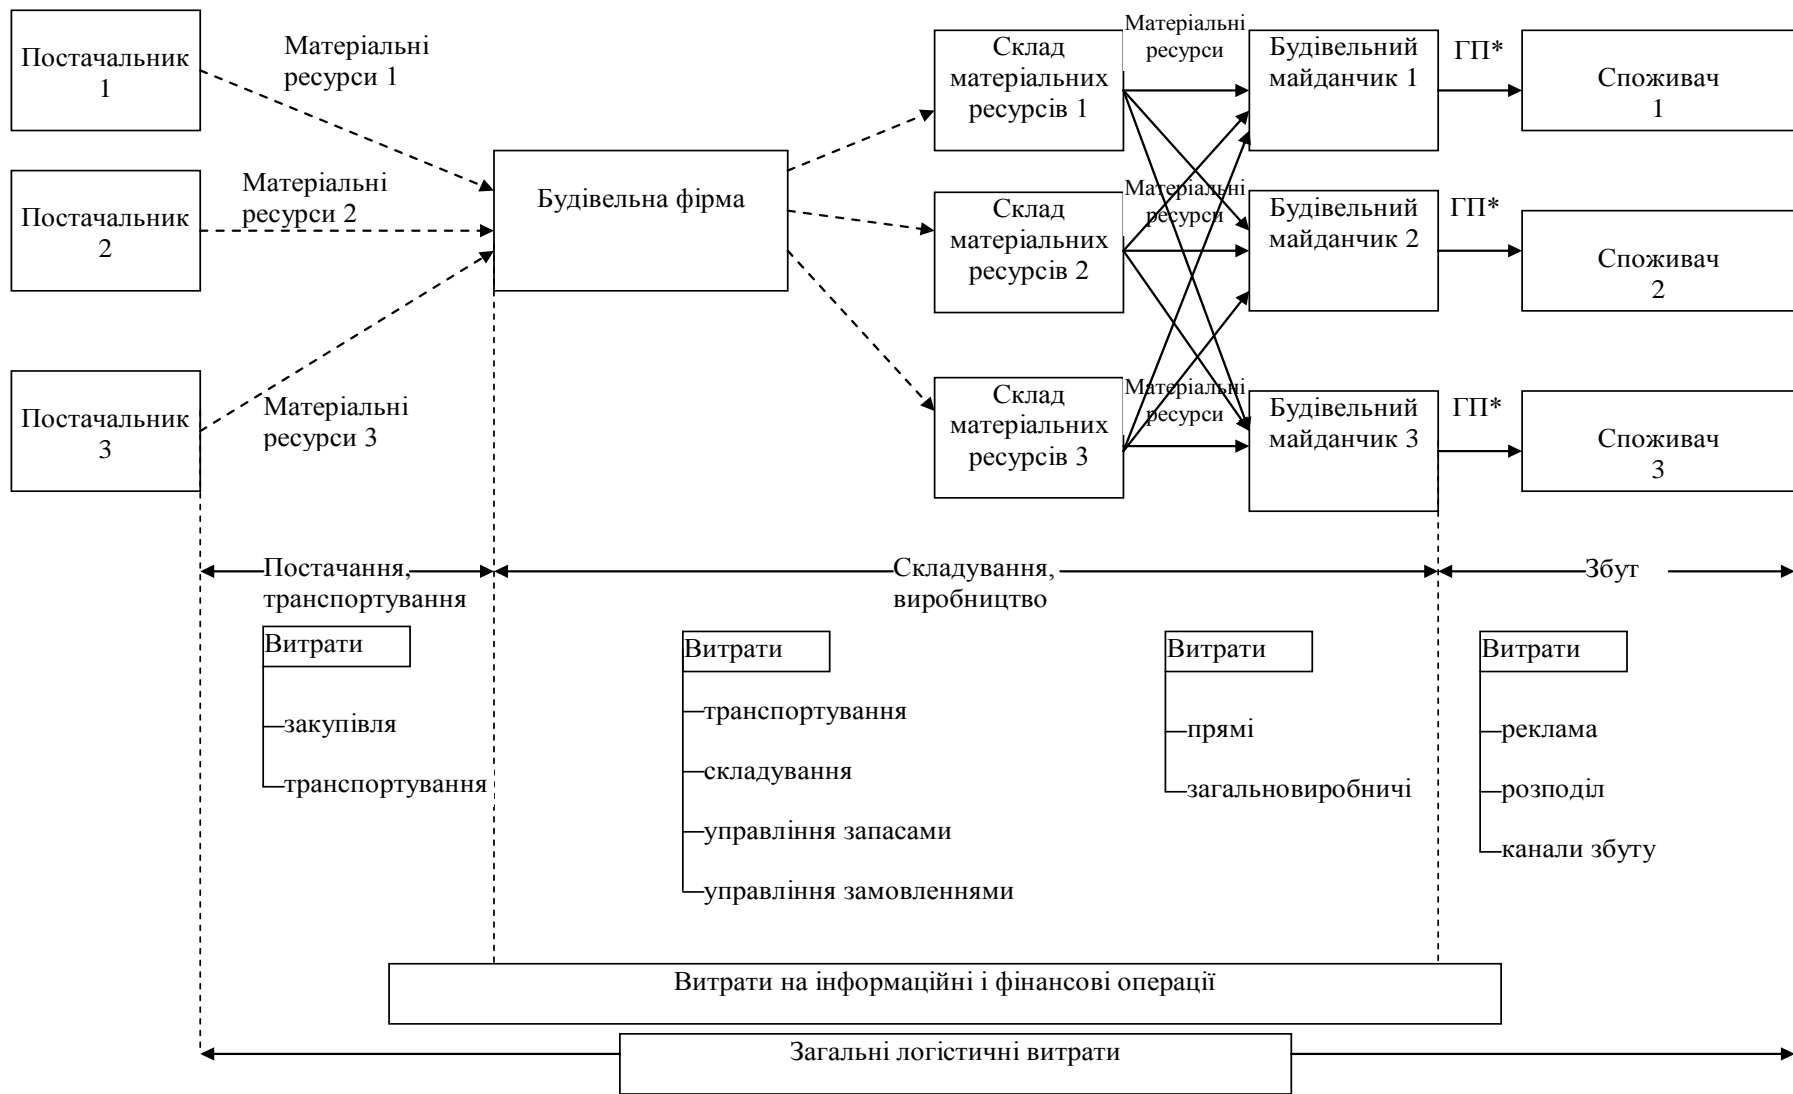 Постачальник
1
Матеріальні
ресурси 1
Склад
матеріальних
ресурсів 1
Матеріальні
ресурси
Будівельний
майданчик 1
ГП*
Споживач
1
Постачальник
2
Матеріальні
ресурси 2
Будівельна фірма
Склад
матеріальних
ресурсів 2
Матеріальні
ресурси
Будівельний
майданчик 2
ГП*
Споживач
2
Постачальник
3
Матеріальні
ресурси 3
Склад
матеріальних
ресурсів 3
Матеріальні
ресурси
Будівельний
майданчик 3
ГП*
Споживач
3
Постачання,
транспортування
Складування,
виробництво
Збут
Витрати
закупівля
транспортування
Витрати
транспортування
складування
управління запасами
управління замовленнями
Витрати
прямі
загальновиробничі
Витрати
реклама
розподіл
канали збуту
Витрати на інформаційні і фінансові операції
Загальні логістичні витрати